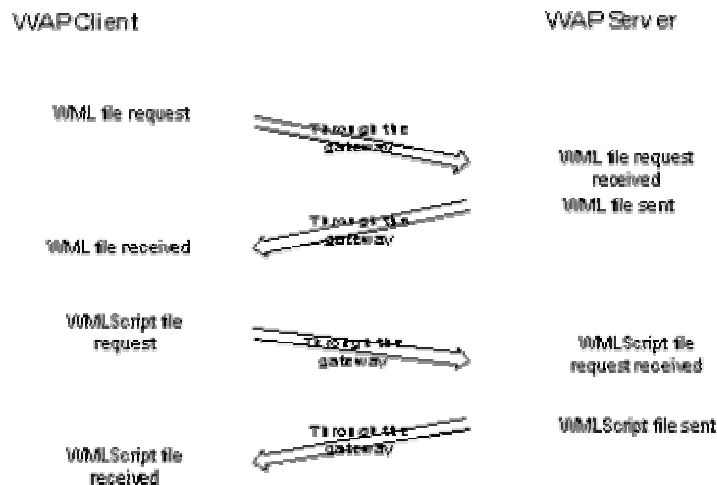 WAP Client
WAP Server
WML file request
Through the
gateway
WML file request
received
WML file sent
Through the
gateway
WML file received
WMLScript file
request
Through the
gateway
WMLScript file
request received
WMLScript file sent
Through the
gateway
WMLScript file
received